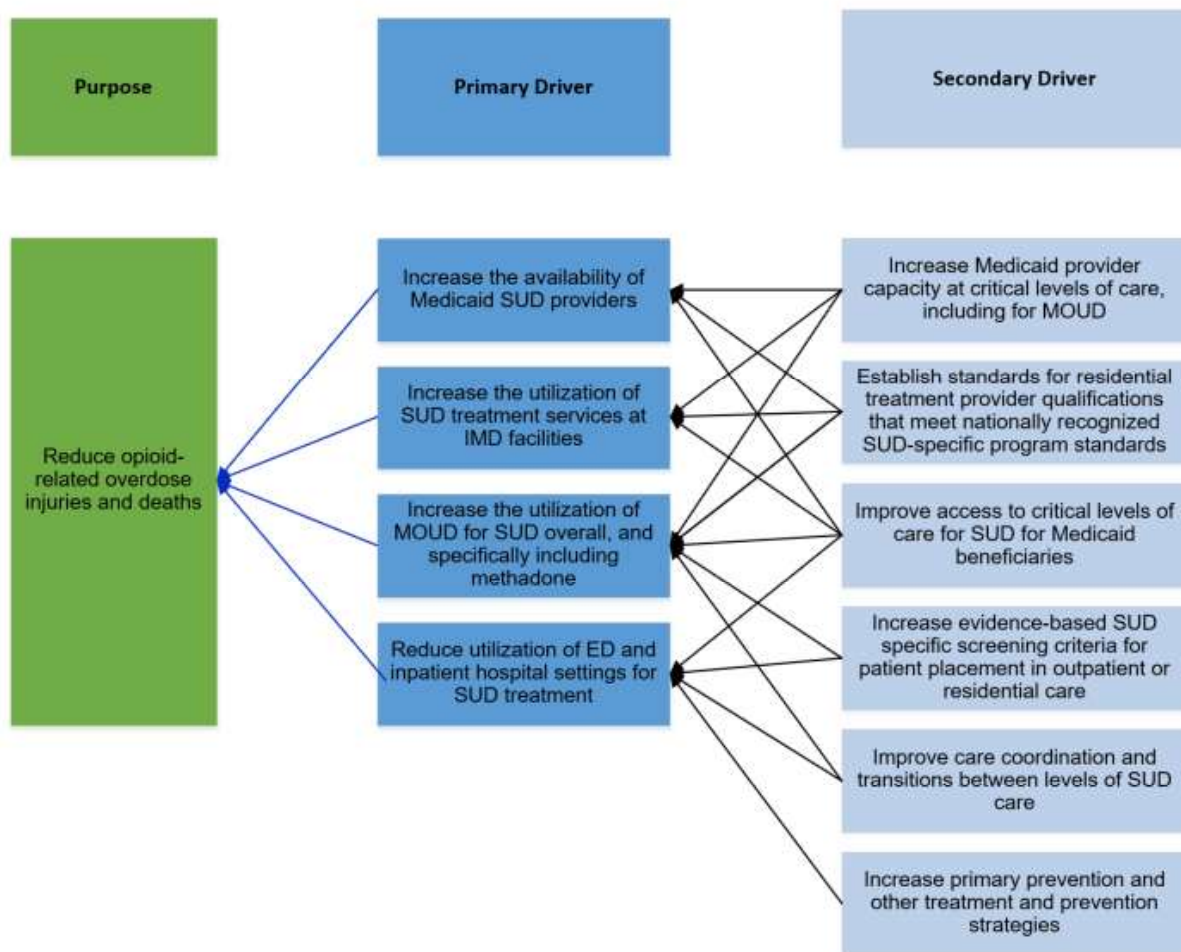 Purpose
Primary Driver
Secondary Driver
Reduce opioid-
related overdose
injuries and deaths
Increase the availability of
Medicaid SUD providers
Increase the utilization of
SUD treatment services at
IMD facilities
Increase the utilization of
MOUD for SUD overall, and
specifically including
methadone
Reduce utilization of ED and
inpatient hospital settings for
SUD treatment
Increase Medicaid provider
capacity at critical levels of care,
including for MOUD
Establish standards for residential
treatment provider qualifications
that meet nationally recognized
SUD-specific program standards
Improve access to critical levels of
care for SUD for Medicaid
beneficiaries
Increase evidence-based SUD
specific screening criteria for
patient placement in outpatient or
residential care
Improve care coordination and
transitions between levels of SUD
care
Increase primary prevention and
other treatment and prevention
strategies